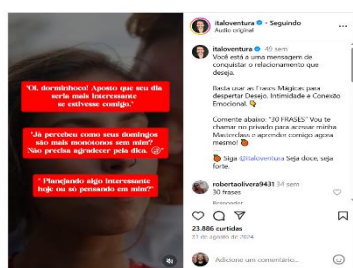 "Oi, dorminhoco! Aposto que seu dia
seria mais interessante
se estivesse comigo."
"Já percebeu como seus domingos
são mais monótonos sem mim?
Não precisa agradecer pela dica. 😜"
" Planejando algo interessante
hoje ou só pensando em mim?"
italoventura • Seguindo
Áudio original
italoventura 49 sem
Você está a uma mensagem de
conquistar o relacionamento que
deseja.
Basta usar as Frases Mágicas para
despertar Desejo, Intimidade e Conexão
Emocional. 👇
Comente abaixo: "30 FRASES" Vou te
chamar no privado para acessar minha
Masterclass e aprender comigo agora
mesmo!
Siga @italoventura Seja doce, seja
forte.
robertaolivera9431 34 sem
30 frases
Responder
23.886 curtidas
de agosto de 2024
Adicione um comentário...